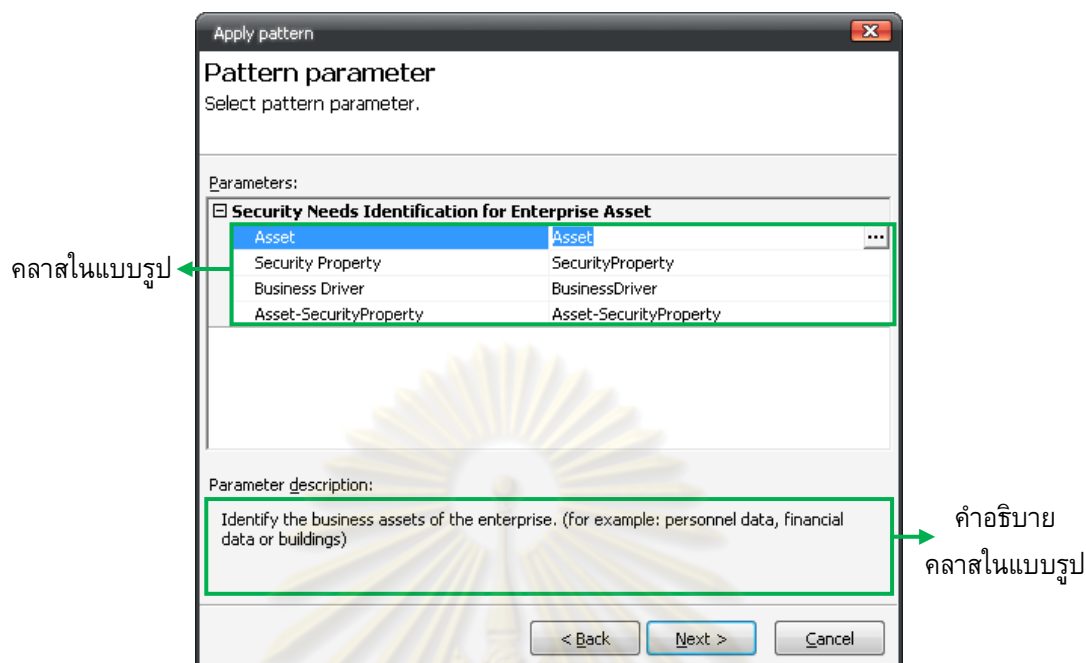 Apply pattern
Pattern parameter
Select pattern parameter.
Parameters:
Security Needs Identification for Enterprise Asset
Asset Asset ...
Security Property SecurityProperty
Business Driver BusinessDriver
Asset-SecurityProperty Asset-SecurityProperty
คลาสในแบบรูป
Parameter description:
Identify the business assets of the enterprise. (for example: personnel data, financial
data or buildings)
คำอธิบาย
คลาสในแบบรูป
< Back Next > Cancel